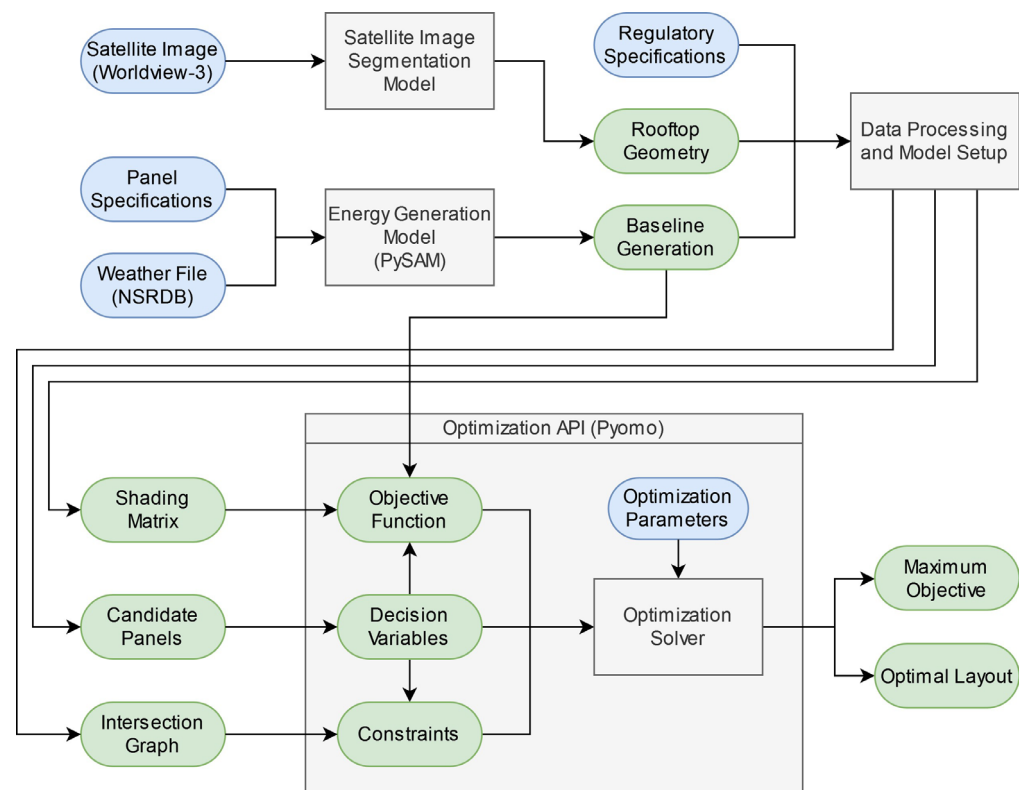 Satellite Image
(Worldview-3)
Satellite Image
Segmentation
Model
Regulatory
Specifications
Rooftop
Geometry
Data Processing
and Model Setup
Panel
Specifications
Energy Generation
Model
(PySAM)
Baseline
Generation
Weather File
(NSRDB)
Optimization API (Pyomo)
Shading
Matrix
Objective
Function
Optimization
Parameters
Maximum
Objective
Candidate
Panels
Decision
Variables
Optimization
Solver
Optimal Layout
Intersection
Graph
Constraints